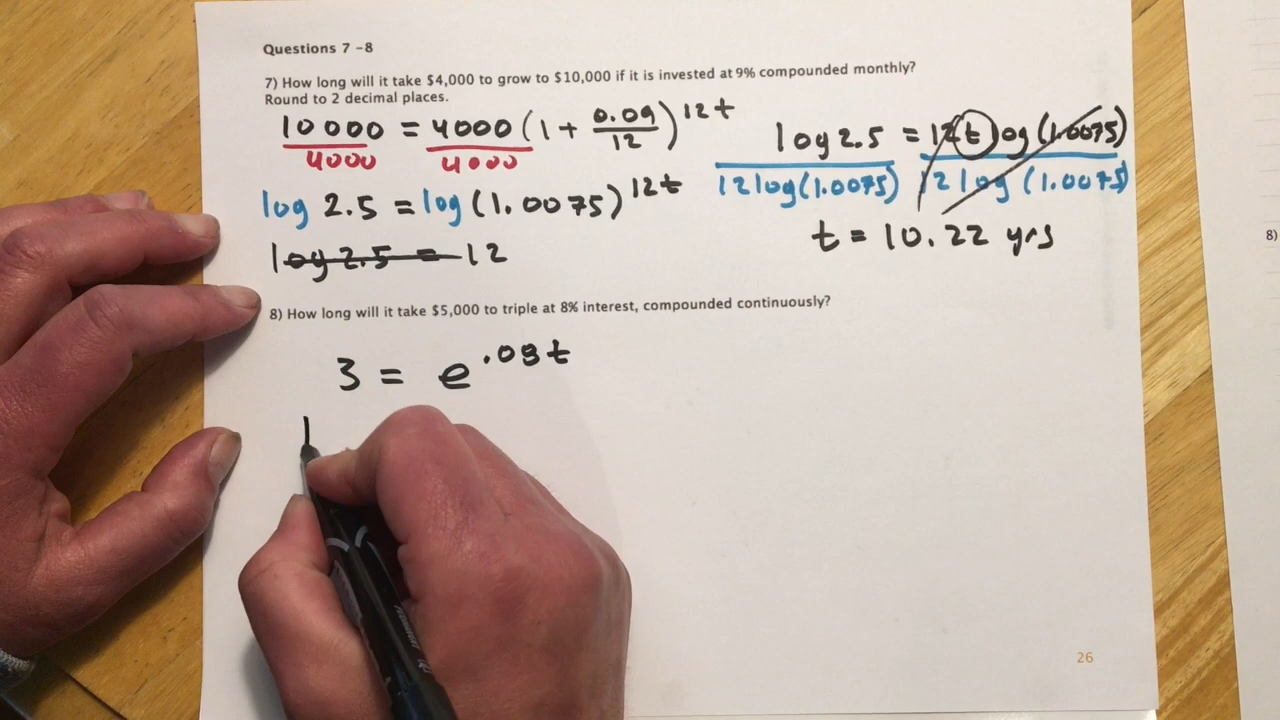 Questions 7 –8
7) How long will it take $4,000 to grow to $10,000 if it is invested at 9% compounded monthly?
Round to 2 decimal places.
10000 = 4000 (1 + 0.09/12)^12t
4000 4000
log 2.5 = log (1.0075)^12t
log 2.5 = 12
log 2.5 = 12t log (1.0075)
12 log (1.0075) 12 log (1.0075)
t = 10.22 yrs
8) How long will it take $5,000 to triple at 8% interest, compounded continuously?
3 = e^.08t
26
8)